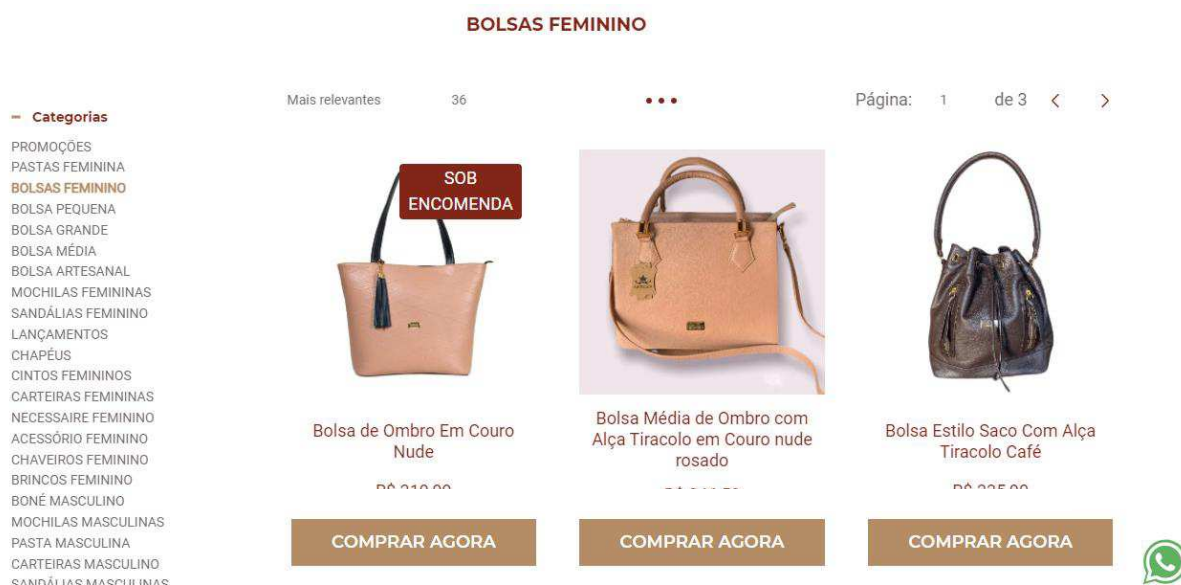 BOLSAS FEMININO
Mais relevantes
36
Página: 1 de 3
Categorias
PROMOÇÕES
PASTAS FEMININA
BOLSAS FEMININO
BOLSA PEQUENA
BOLSA GRANDE
BOLSA MÉDIA
BOLSA ARTESANAL
MOCHILAS FEMININAS
SANDÁLIAS FEMININO
LANÇAMENTOS
CHAPÉUS
CINTOS FEMININOS
CARTEIRAS FEMININAS
NECESSAIRE FEMININO
ACESSÓRIO FEMININO
CHAVEIROS FEMININO
BRINCOS FEMININO
BONÉ MASCULINO
MOCHILAS MASCULINAS
PASTA MASCULINA
CARTEIRAS MASCULINO
SANDÁLIAS MASCULINAS
SOB
ENCOMENDA
Bolsa de Ombro Em Couro
Nude
COMPRAR AGORA
Bolsa Média de Ombro com
Alça Tiracolo em Couro nude
rosado
COMPRAR AGORA
Bolsa Estilo Saco Com Alça
Tiracolo Café
COMPRAR AGORA